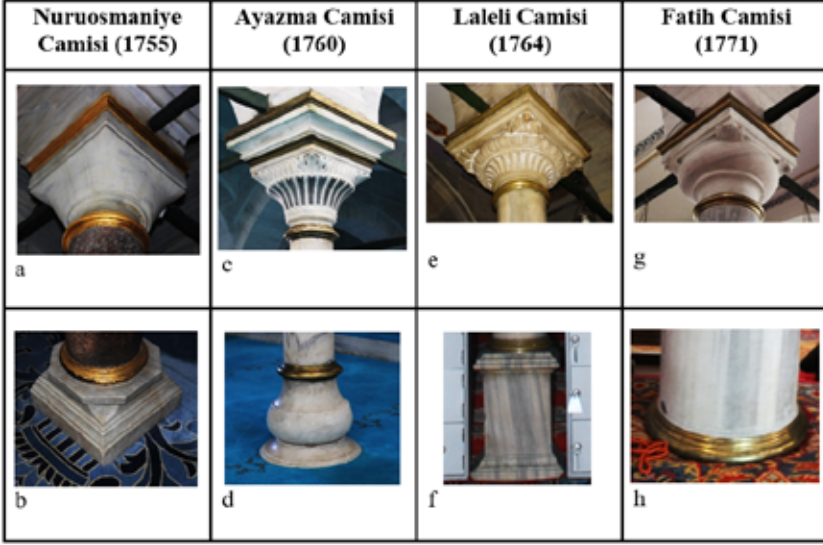 Nuruosmaniye
Camisi (1755)
Ayazma Camisi
(1760)
Laleli Camisi
(1764)
Fatih Camisi
(1771)
a
c
e
g
b
d
f
h